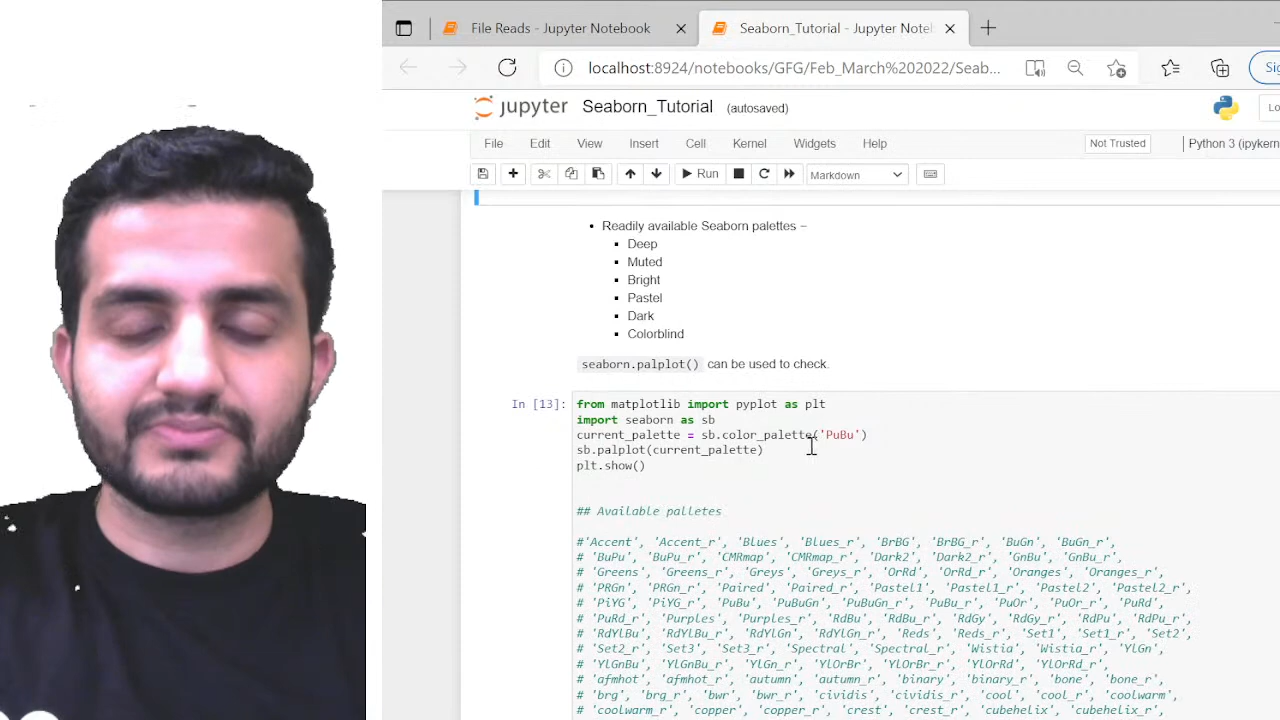 File Reads - Jupyter Notebook
Seaborn_Tutorial - Jupyter Noteb
localhost:8924/notebooks/GFG/Feb_March%202022/Seab...
jupyter Seaborn_Tutorial (autosaved)
File Edit View Insert Cell Kernel Widgets Help Not Trusted Python 3 (ipykern
Run Markdown
• Readily available Seaborn palettes –
▪ Deep
▪ Muted
▪ Bright
▪ Pastel
▪ Dark
▪ Colorblind
seaborn.palplot() can be used to check.
In [13]: from matplotlib import pyplot as plt
import seaborn as sb
current_palette = sb.color_palette('PuBu')
sb.palplot(current_palette)
plt.show()
## Available palletes
#'Accent', 'Accent_r', 'Blues', 'Blues_r', 'BrBG', 'BrBG_r', 'BuGn', 'BuGn_r',
# 'BuPu', 'BuPu_r', 'CMRmap', 'CMRmap_r', 'Dark2', 'Dark2_r', 'GnBu', 'GnBu_r',
# 'Greens', 'Greens_r', 'Greys', 'Greys_r', 'OrRd', 'OrRd_r', 'Oranges', 'Oranges_r',
# 'PRGn', 'PRGn_r', 'Paired', 'Paired_r', 'Pastel1', 'Pastel1_r', 'Pastel2', 'Pastel2_r',
# 'PiYG', 'PiYG_r', 'PuBu', 'PuBuGn', 'PuBuGn_r', 'PuBu_r', 'PuOr', 'PuOr_r', 'PuRd',
# 'PuRd_r', 'Purples', 'Purples_r', 'RdBu', 'RdBu_r', 'RdGy', 'RdGy_r', 'RdPu', 'RdPu_r',
# 'RdYlBu', 'RdYlBu_r', 'RdYlGn', 'RdYlGn_r', 'Reds', 'Reds_r', 'Set1', 'Set1_r', 'Set2',
# 'Set2_r', 'Set3', 'Set3_r', 'Spectral', 'Spectral_r', 'Wistia', 'Wistia_r', 'YlGn',
# 'YlGnBu', 'YlGnBu_r', 'YlGn_r', 'YlOrBr', 'YlOrBr_r', 'YlOrRd', 'YlOrRd_r',
# 'afmhot', 'afmhot_r', 'autumn', 'autumn_r', 'binary', 'binary_r', 'bone', 'bone_r',
# 'brg', 'brg_r', 'bwr', 'bwr_r', 'cividis', 'cividis_r', 'cool', 'cool_r', 'coolwarm',
# 'coolwarm_r', 'copper', 'copper_r', 'crest', 'crest_r', 'cubehelix', 'cubehelix_r',